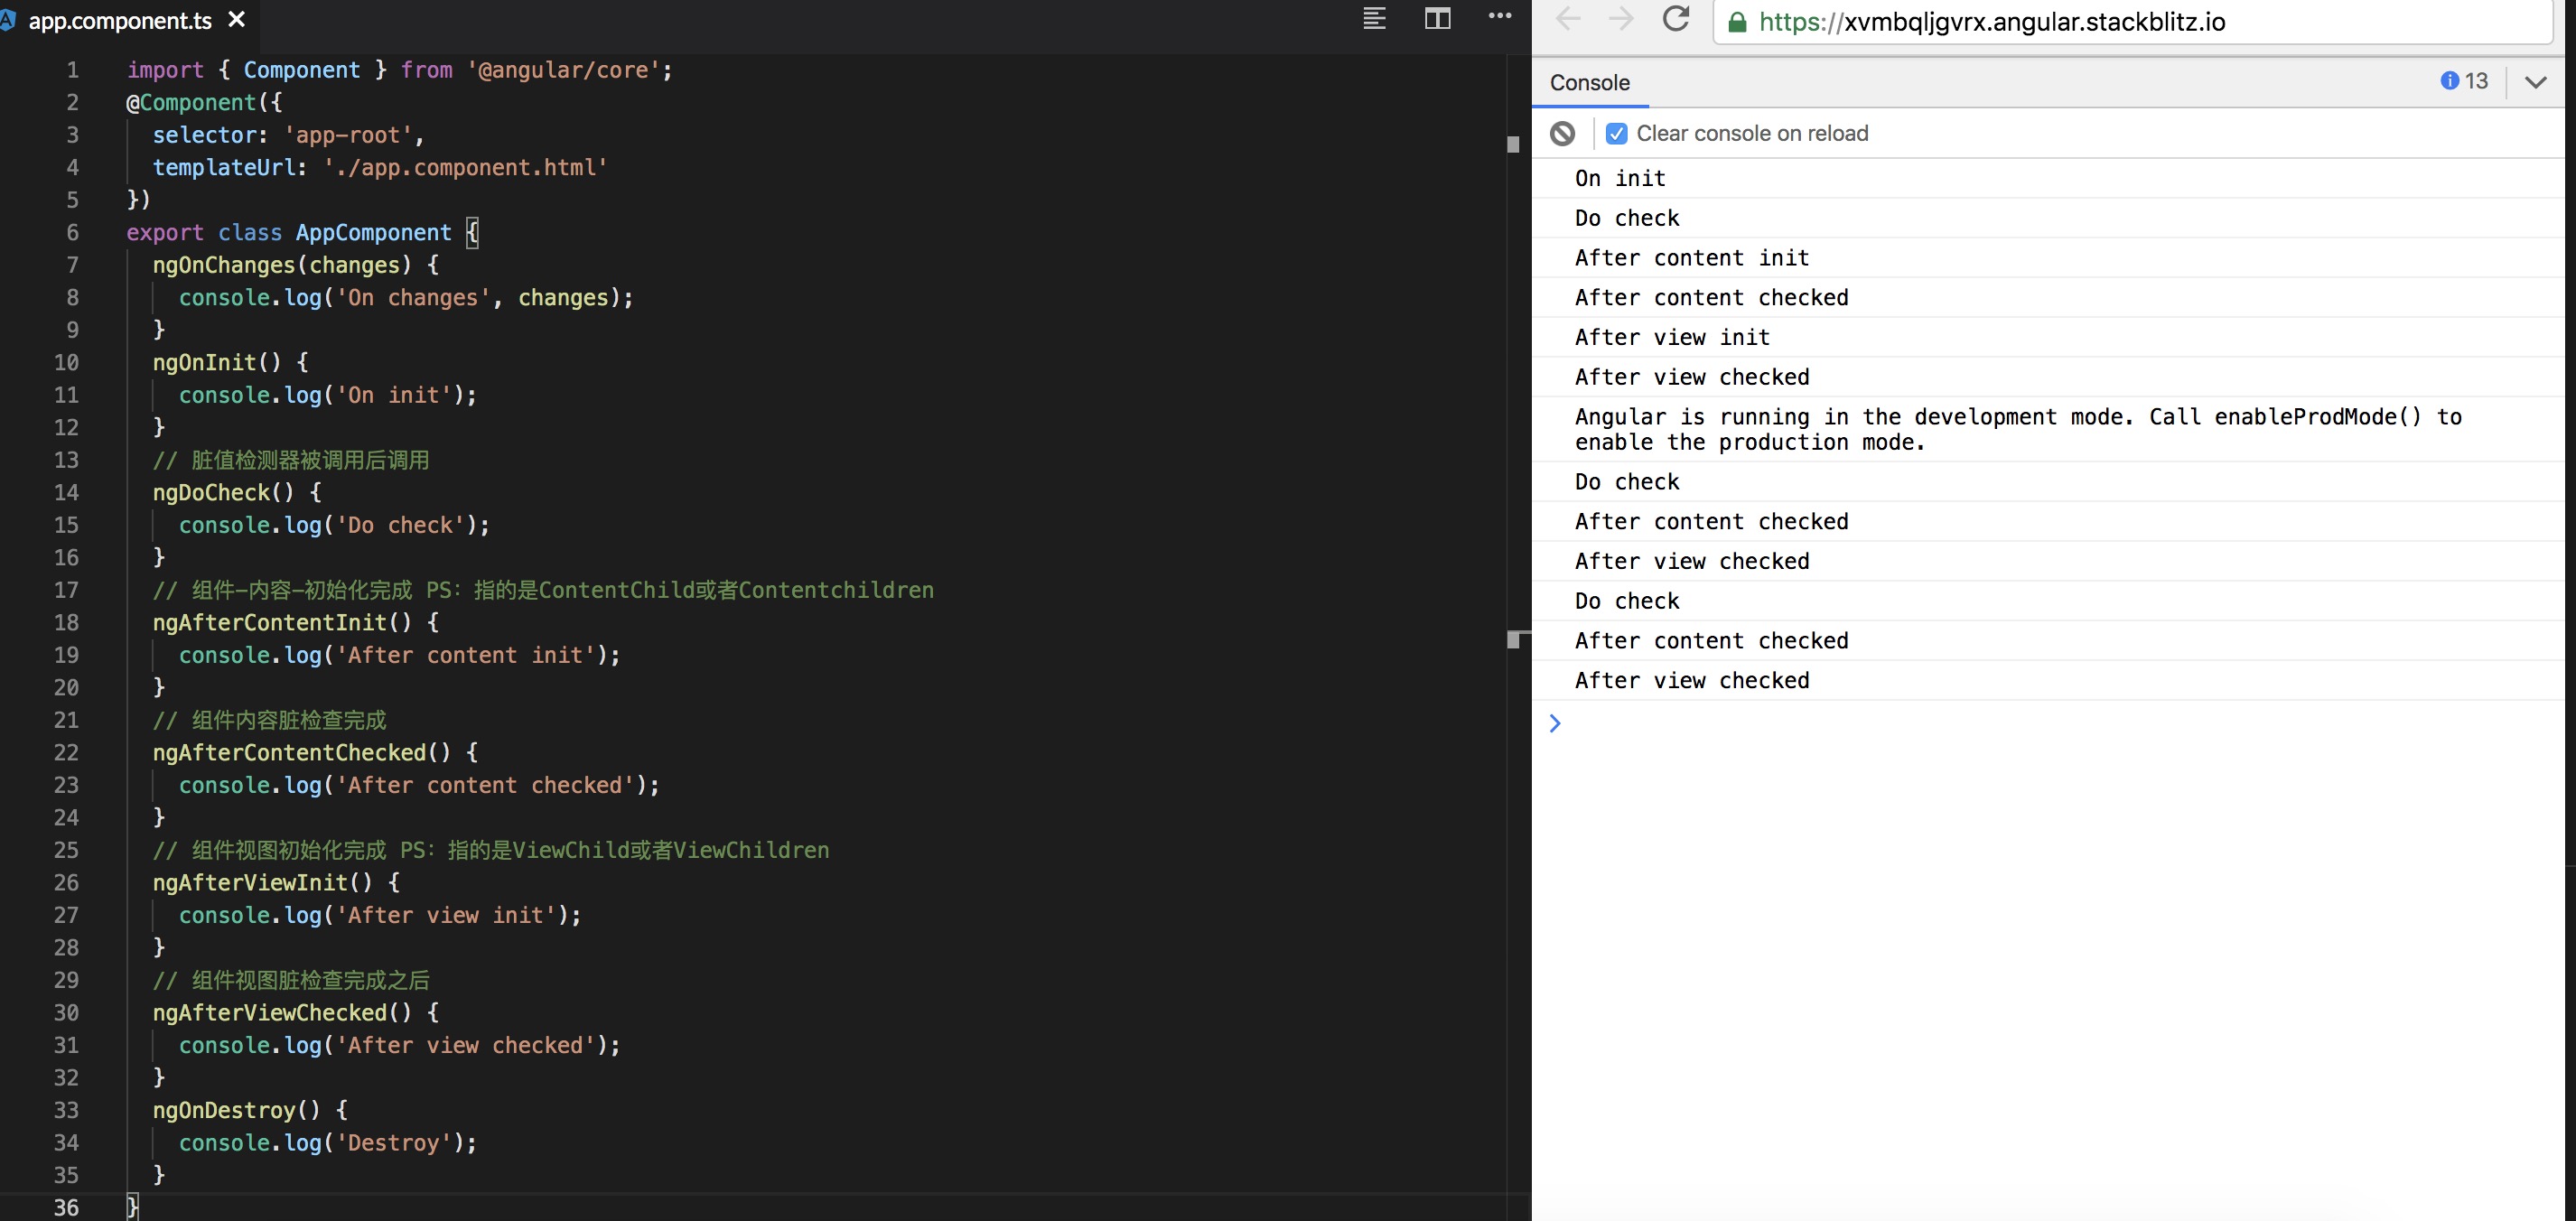 app.component.ts
1 import { Component } from '@angular/core';
2 @Component({
3 selector: 'app-root',
4 templateUrl: './app.component.html'
5 })
6 export class AppComponent {
7 ngOnChanges(changes) {
8 console.log('On changes', changes);
9 }
10 ngOnInit() {
11 console.log('On init');
12 }
13 // 脏值检测器被调用后调用
14 ngDoCheck() {
15 console.log('Do check');
16 }
17 // 组件-内容-初始化完成 PS: 指的是ContentChild或者Contentchildren
18 ngAfterContentInit() {
19 console.log('After content init');
20 }
21 // 组件内容脏检查完成
22 ngAfterContentChecked() {
23 console.log('After content checked');
24 }
25 // 组件视图初始化完成 PS: 指的是ViewChild或者ViewChildren
26 ngAfterViewInit() {
27 console.log('After view init');
28 }
29 // 组件视图脏检查完成之后
30 ngAfterViewChecked() {
31 console.log('After view checked');
32 }
33 ngOnDestroy() {
34 console.log('Destroy');
35 }
36 }
https://xvmbqljgvrx.angular.stackblitz.io
Console 13
Clear console on reload
On init
Do check
After content init
After content checked
After view init
After view checked
Angular is running in the development mode. Call enableProdMode() to
enable the production mode.
Do check
After content checked
After view checked
Do check
After content checked
After view checked